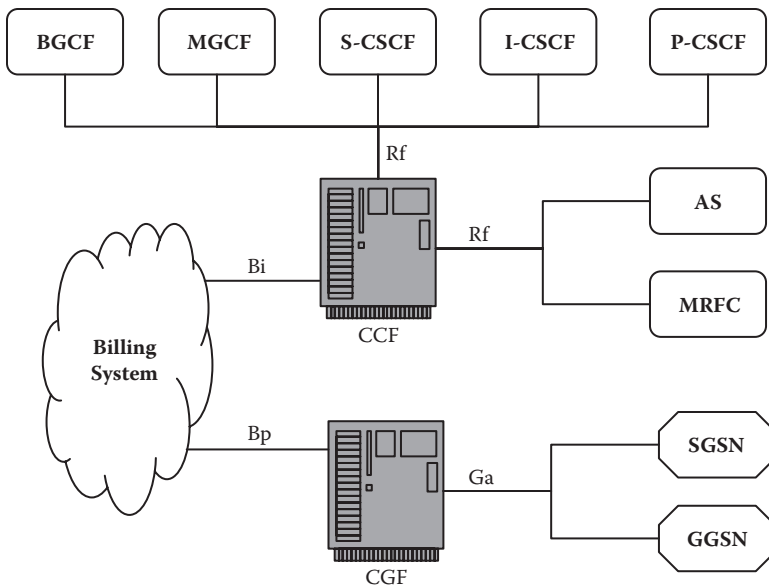 BGCF
MGCF
S-CSCF
I-CSCF
P-CSCF
Rf
AS
Rf
Bi
MRFC
CCF
Billing
System
Bp
SGSN
Ga
GGSN
CGF